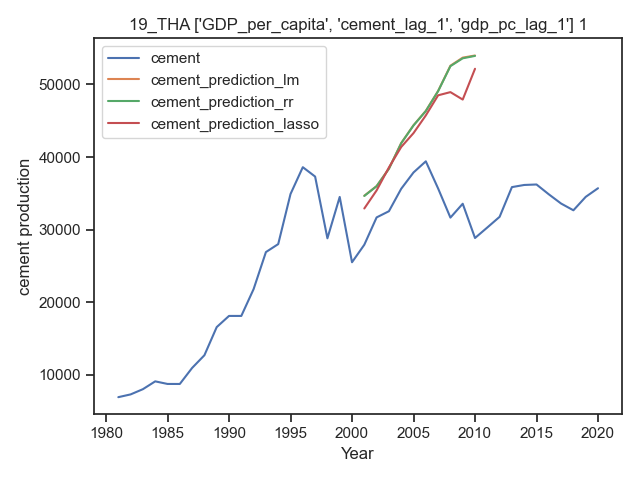 19_THA ['GDP_per_capita', 'cement_lag_1', 'gdp_pc_lag_1'] 1
cement
cement_prediction_lm
cement_prediction_rr
cement_prediction_lasso
cement production
50000
40000
30000
20000
10000
1980 1985 1990 1995 2000 2005 2010 2015 2020
Year